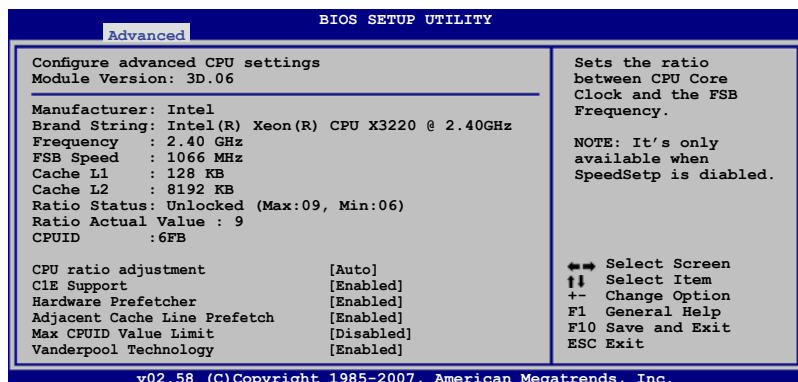 BIOS SETUP UTILITY
Advanced
Configure advanced CPU settings
Module Version: 3D.06
Manufacturer: Intel
Brand String: Intel(R) Xeon(R) CPU X3220 @ 2.40GHz
Frequency : 2.40 GHz
FSB Speed : 1066 MHz
Cache L1 : 128 KB
Cache L2 : 8192 KB
Ratio Status: Unlocked (Max:09, Min:06)
Ratio Actual Value : 9
CPUID :6FB
CPU ratio adjustment [Auto]
C1E Support [Enabled]
Hardware Prefetcher [Enabled]
Adjacent Cache Line Prefetch [Enabled]
Max CPUID Value Limit [Disabled]
Vanderpool Technology [Enabled]
Sets the ratio
between CPU Core
Clock and the FSB
Frequency.
NOTE: It's only
available when
SpeedSetp is diabled.
Select Screen
Select Item
+- Change Option
F1 General Help
F10 Save and Exit
ESC Exit
v02.58 (C)Copyright 1985-2007, American Megatrends, Inc.